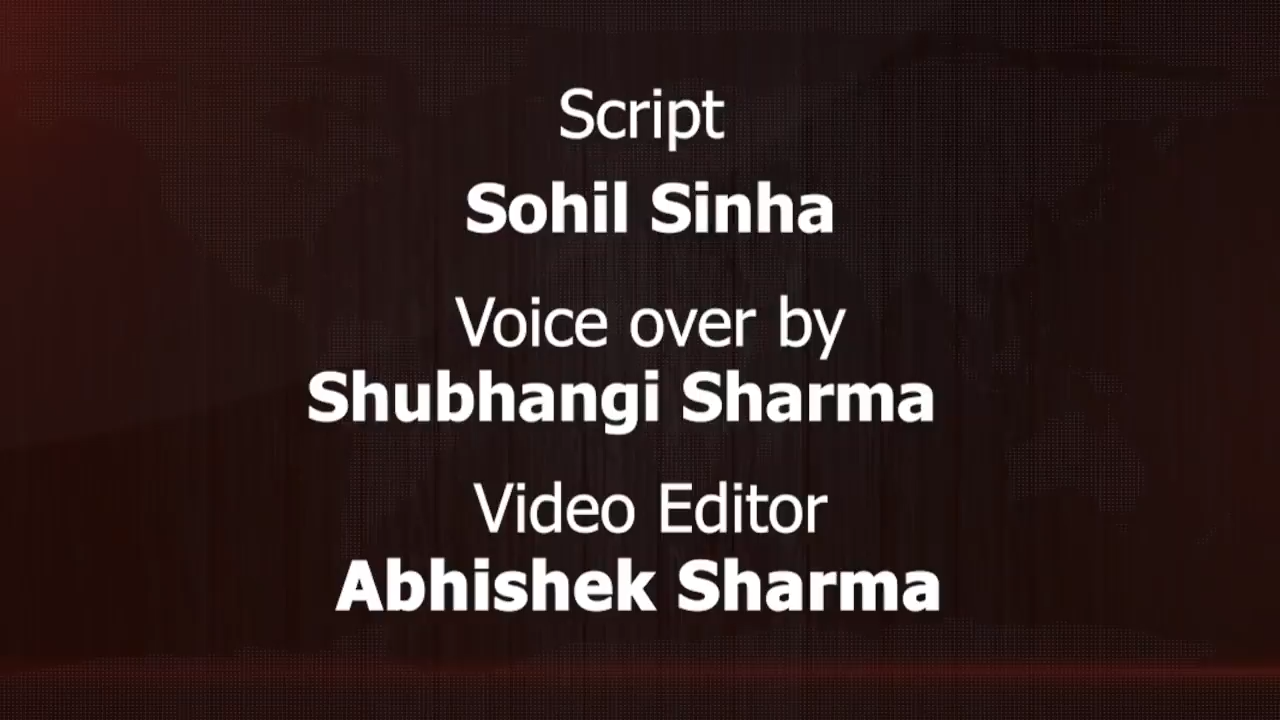 Script
Sohil Sinha
Voice over by
Shubhangi Sharma
Video Editor
Abhishek Sharma